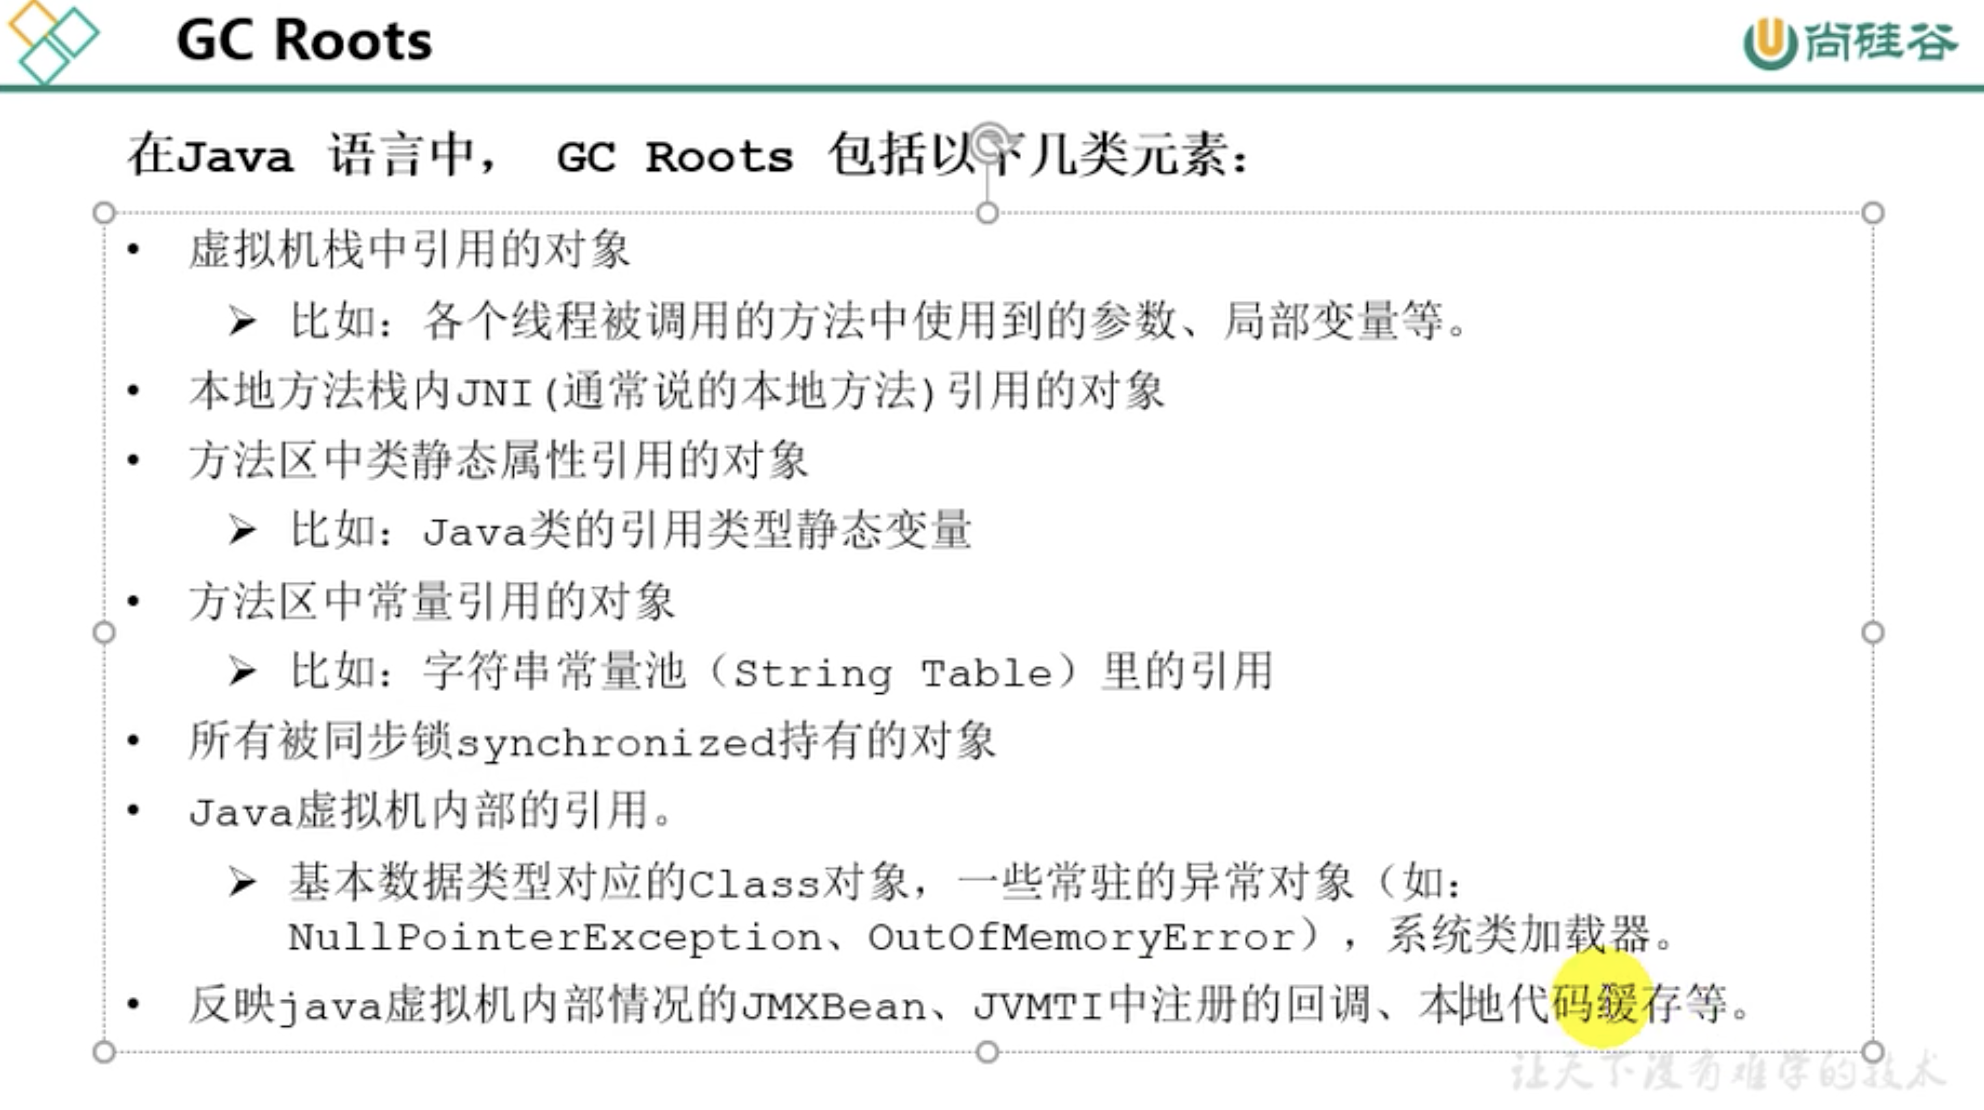 GC Roots
尚硅谷
在Java 语言中， GC Roots 包括以下几类元素：
• 虚拟机栈中引用的对象
➢ 比如：各个线程被调用的方法中使用到的参数、局部变量等。
• 本地方法栈内JNI(通常说的本地方法)引用的对象
• 方法区中类静态属性引用的对象
➢ 比如：Java类的引用类型静态变量
• 方法区中常量引用的对象
➢ 比如：字符串常量池（String Table）里的引用
• 所有被同步锁synchronized持有的对象
• Java虚拟机内部的引用。
➢ 基本数据类型对应的Class对象，一些常驻的异常对象（如：
NullPointerException、OutOfMemoryError），系统类加载器。
• 反映java虚拟机内部情况的JMXBean、JVMTI中注册的回调、本地代码缓存等。
让天下没有难学的技术